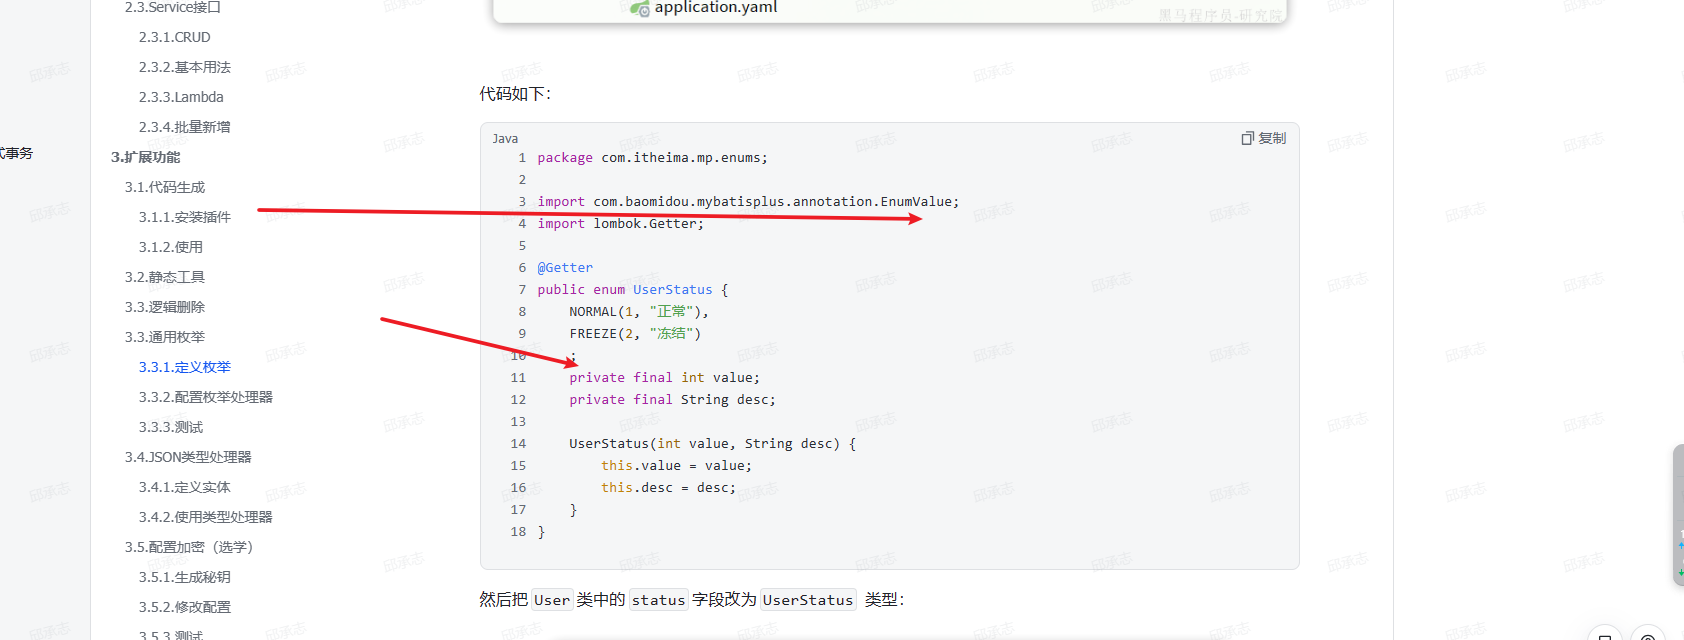 2.3.Service接口
2.3.1.CRUD
2.3.2.基本用法
2.3.3.Lambda
2.3.4.批量新增
式事务
3.扩展功能
3.1.代码生成
3.1.1.安装插件
3.1.2.使用
3.2.静态工具
3.3.逻辑删除
3.3.通用枚举
3.3.1.定义枚举
3.3.2.配置枚举处理器
3.3.3.测试
3.4.JSON类型处理器
3.4.1.定义实体
3.4.2.使用类型处理器
3.5.配置加密（选学）
3.5.1.生成秘钥
3.5.2.修改配置
3.5.3.测试
application.yaml
黑马程序员-研究院
代码如下：
Java
复制
1 package com.itheima.mp.enums;
2
3 import com.baomidou.mybatisplus.annotation.EnumValue;
4 import lombok.Getter;
5
6 @Getter
7 public enum UserStatus {
8 NORMAL(1, "正常"),
9 FREEZE(2, "冻结")
10 ;
11 private final int value;
12 private final String desc;
13
14 UserStatus(int value, String desc) {
15 this.value = value;
16 this.desc = desc;
17 }
18 }
然后把 User 类中的 status 字段改为 UserStatus 类型：
邱承志